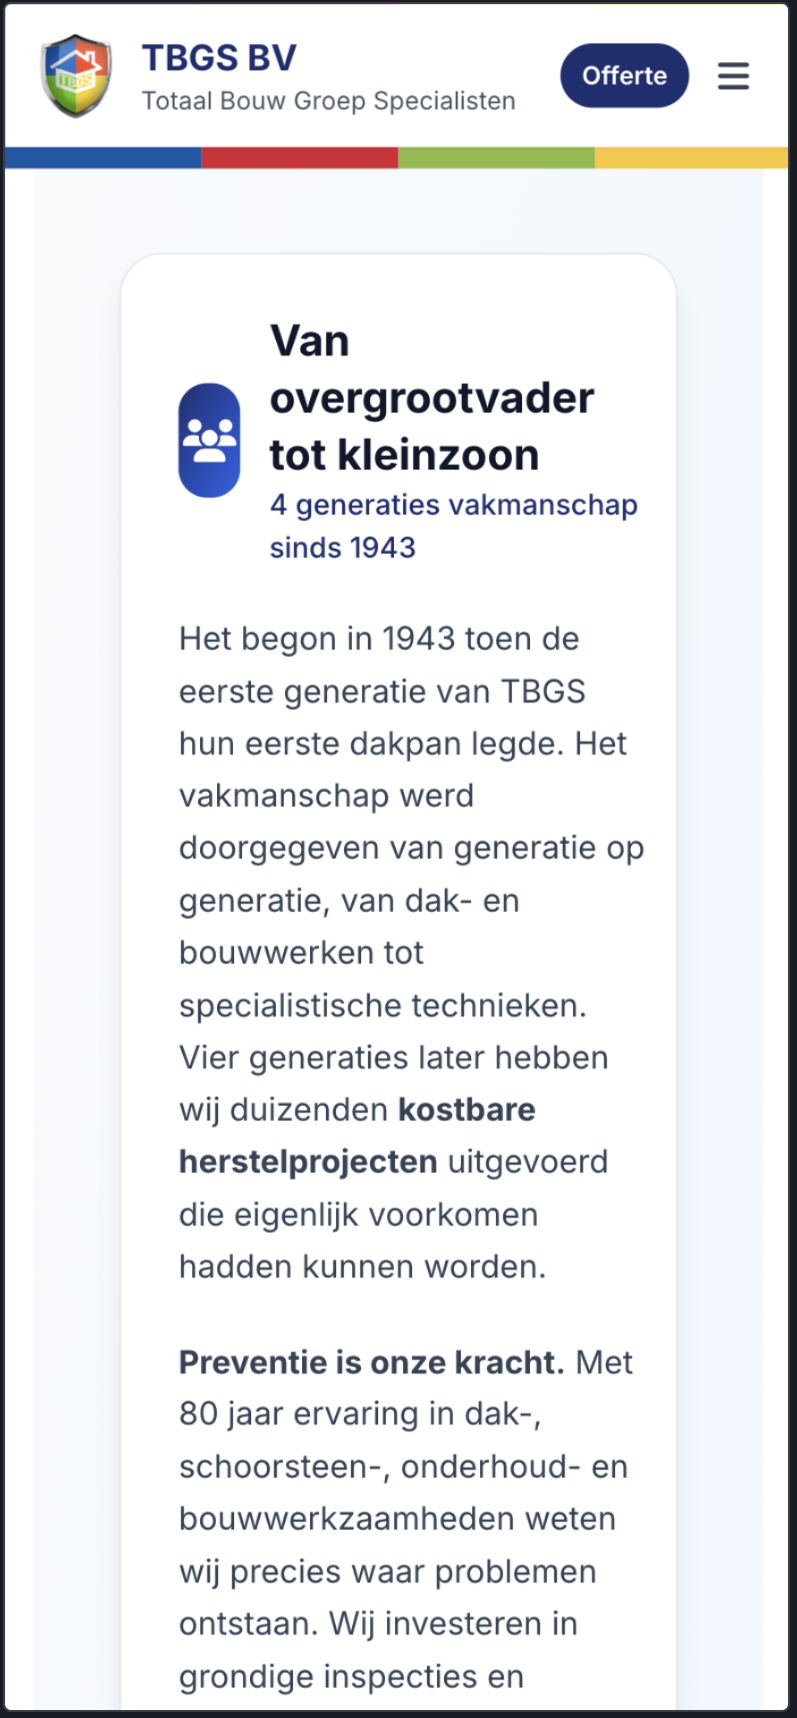 TBGS
TBGS BV
Totaal Bouw Groep Specialisten
Offerte
Van
overgrootvader
tot kleinzoon
4 generaties vakmanschap
sinds 1943
Het begon in 1943 toen de
eerste generatie van TBGS
hun eerste dakpan legde. Het
vakmanschap werd
doorgegeven van generatie op
generatie, van dak- en
bouwwerken tot
specialistische technieken.
Vier generaties later hebben
wij duizenden kostbare
herstelprojecten uitgevoerd
die eigenlijk voorkomen
hadden kunnen worden.
Preventie is onze kracht. Met
80 jaar ervaring in dak-,
schoorsteen-, onderhoud- en
bouwwerkzaamheden weten
wij precies waar problemen
ontstaan. Wij investeren in
grondige inspecties en